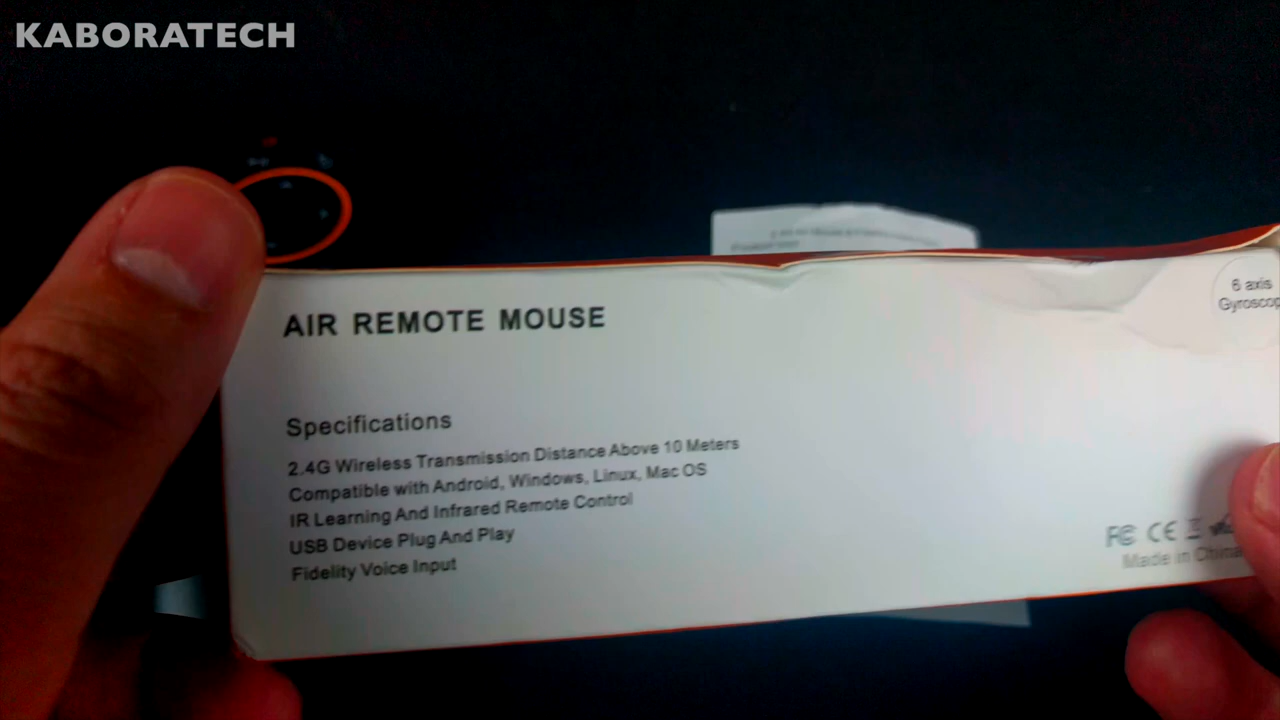 KABORATECH
6 axis
AIR REMOTE MOUSE
Specifications
2.4G Wireless Transmission Distance Above 10 Meters
Compatible with Android, Windows, Linux, Mac OS
IR Learning And Infrared Remote Control
USB Device Plug And Play
Fidelity Voice Input
FC CE
Made in China